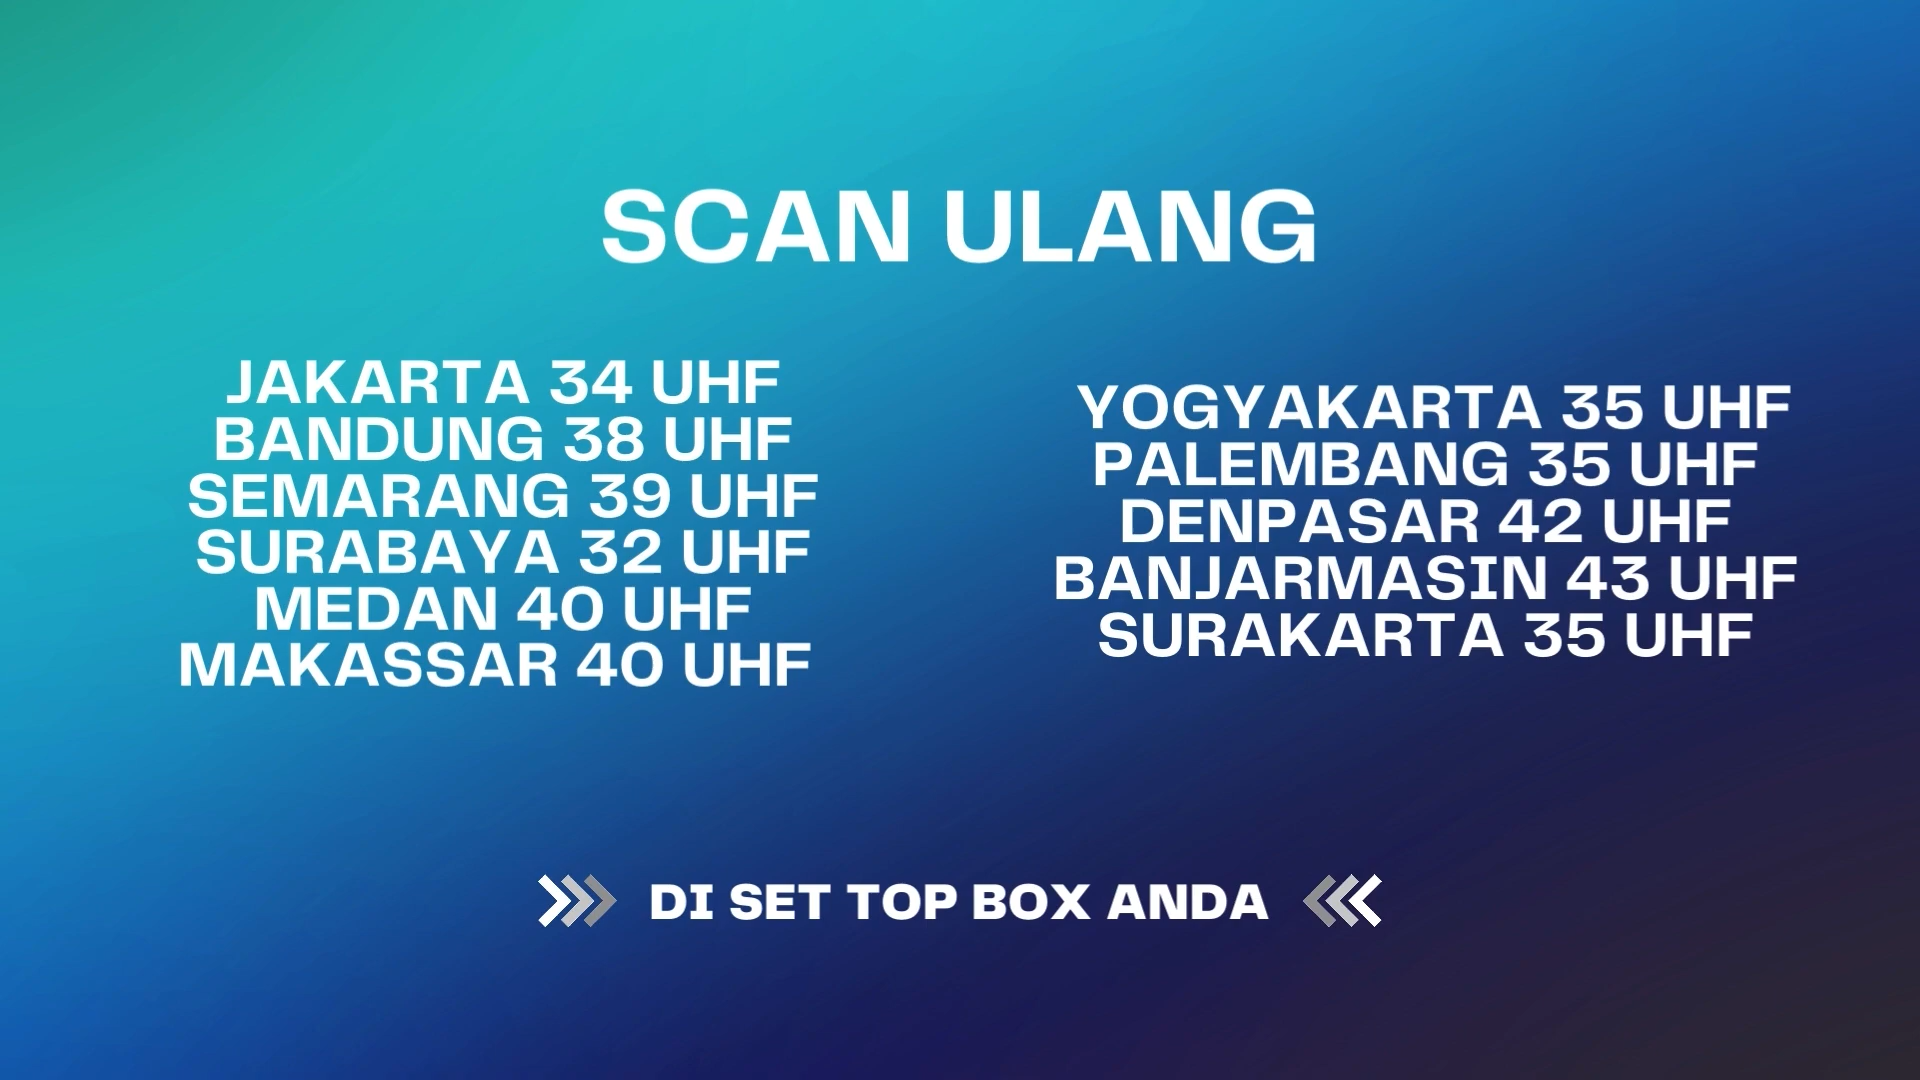 SCAN ULANG
JAKARTA 34 UHF
BANDUNG 38 UHF
SEMARANG 39 UHF
SURABAYA 32 UHF
MEDAN 40 UHF
MAKASSAR 40 UHF
YOGYAKARTA 35 UHF
PALEMBANG 35 UHF
DENPASAR 42 UHF
BANJARMASIN 43 UHF
SURAKARTA 35 UHF
DI SET TOP BOX ANDA